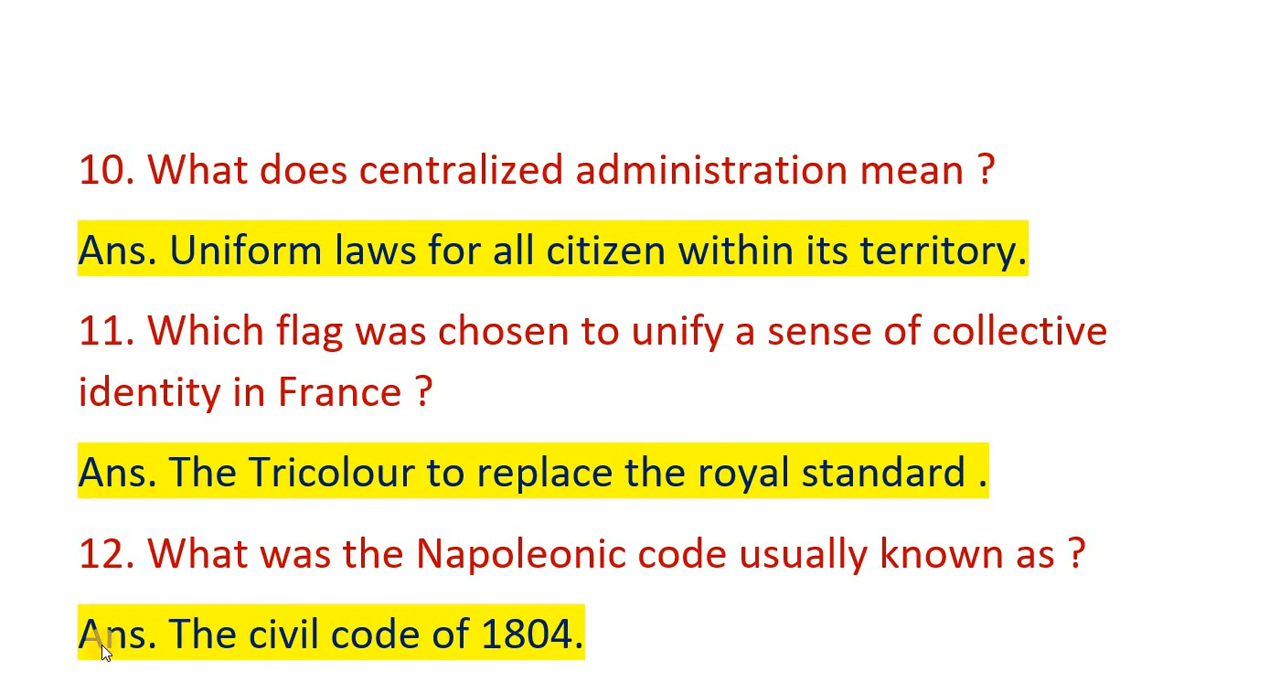 10. What does centralized administration mean ?
Ans. Uniform laws for all citizen within its territory.
11. Which flag was chosen to unify a sense of collective
identity in France ?
Ans. The Tricolour to replace the royal standard .
12. What was the Napoleonic code usually known as ?
Ans. The civil code of 1804.